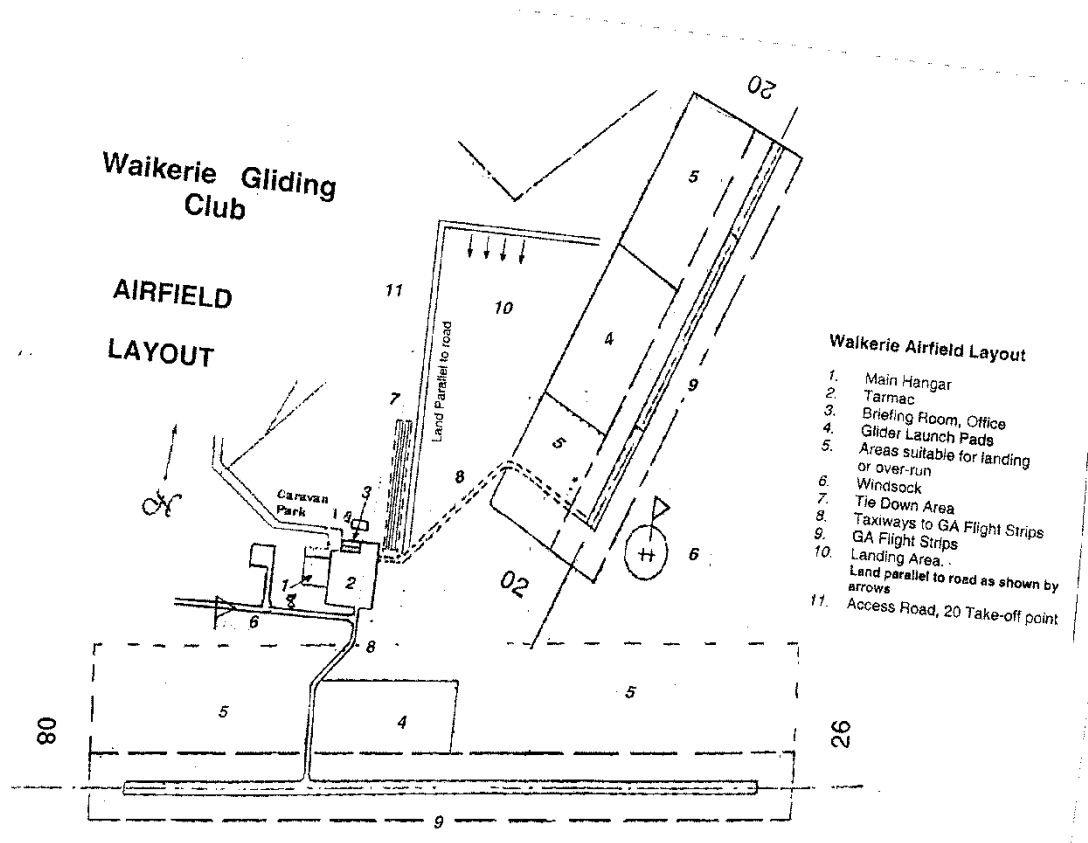 20
Waikerie Gliding
Club
AIRFIELD
LAYOUT
5
11
10
Land Parallel to road
4
9
7
5
8
Caravan
Park
3
1
2
6
02
6
8
5
4
5
08
26
9
Waikerie Airfield Layout
1. Main Hangar
2. Tarmac
3. Briefing Room, Office
4. Glider Launch Pads
5. Areas suitable for landing
or over-run
6. Windsock
7. Tie Down Area
8. Taxiways to GA Flight Strips
9. GA Flight Strips
10. Landing Area.
Land parallel to road as shown by
arrows
11. Access Road, 20 Take-off point